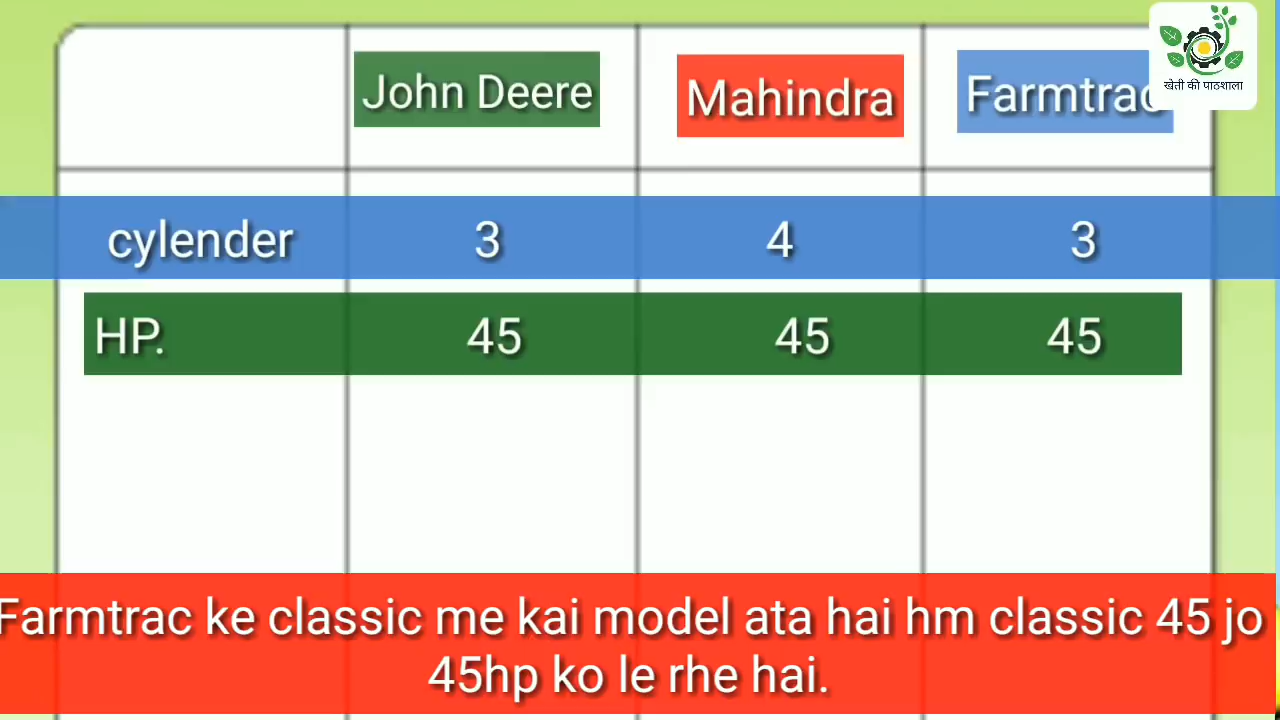 John Deere Mahindra Farmtrac
खेती की पाठशाला
cylender 3 4 3
HP. 45 45 45
Farmtrac ke classic me kai model ata hai hm classic 45 jo
45hp ko le rhe hai.